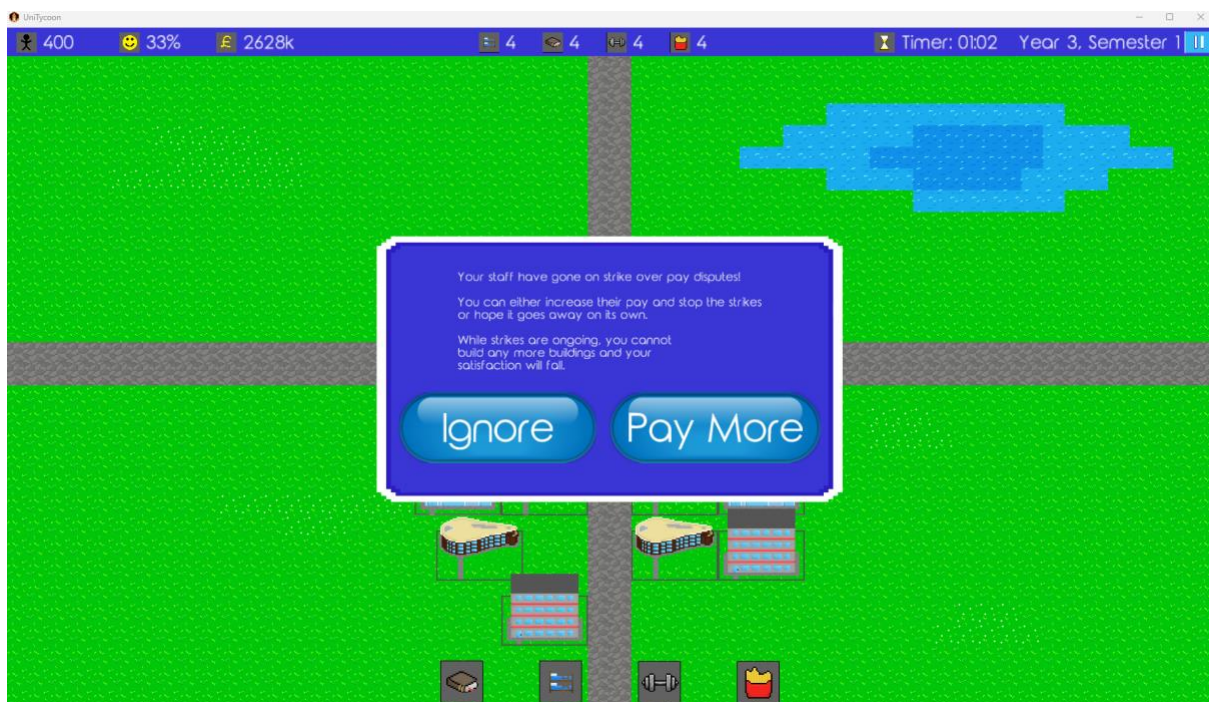 UniTycoon
400 33% £ 2628k 4 4 4 4 Timer: 01:02 Year 3, Semester 1
Your staff have gone on strike over pay disputes!
You can either increase their pay and stop the strikes
or hope it goes away on its own.
While strikes are ongoing, you cannot
build any more buildings and your
satisfaction will fall.
Ignore Pay More